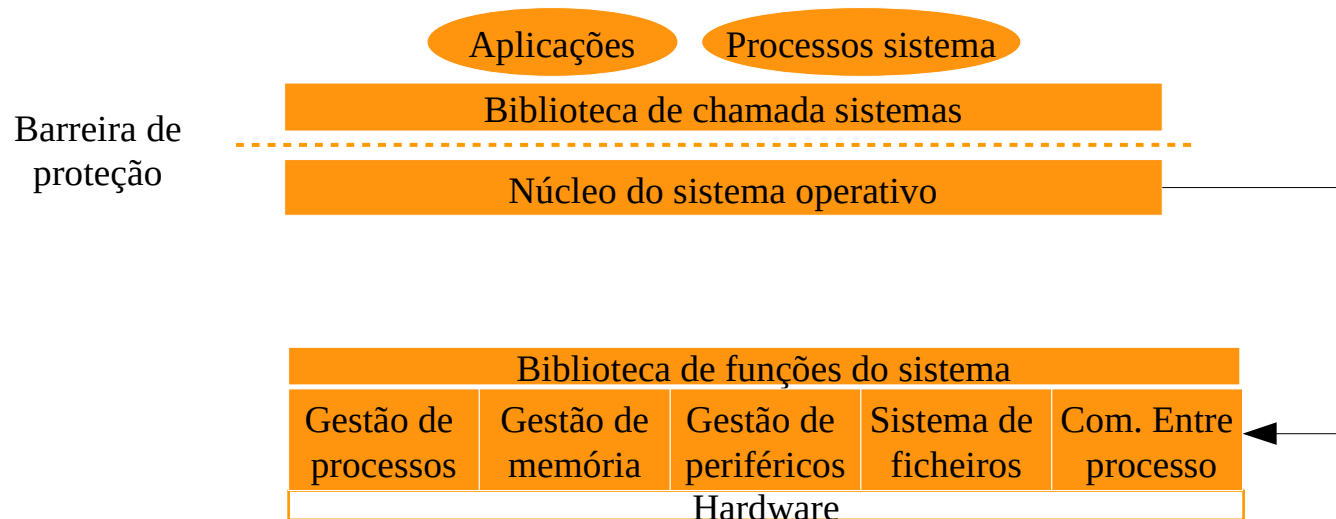 Aplicações
Processos sistema
Biblioteca de chamada sistemas
Barreira de
proteção
Núcleo do sistema operativo
Biblioteca de funções do sistema
Gestão de
processos
Gestão de
memória
Gestão de
periféricos
Sistema de
ficheiros
Com. Entre
processo
Hardware